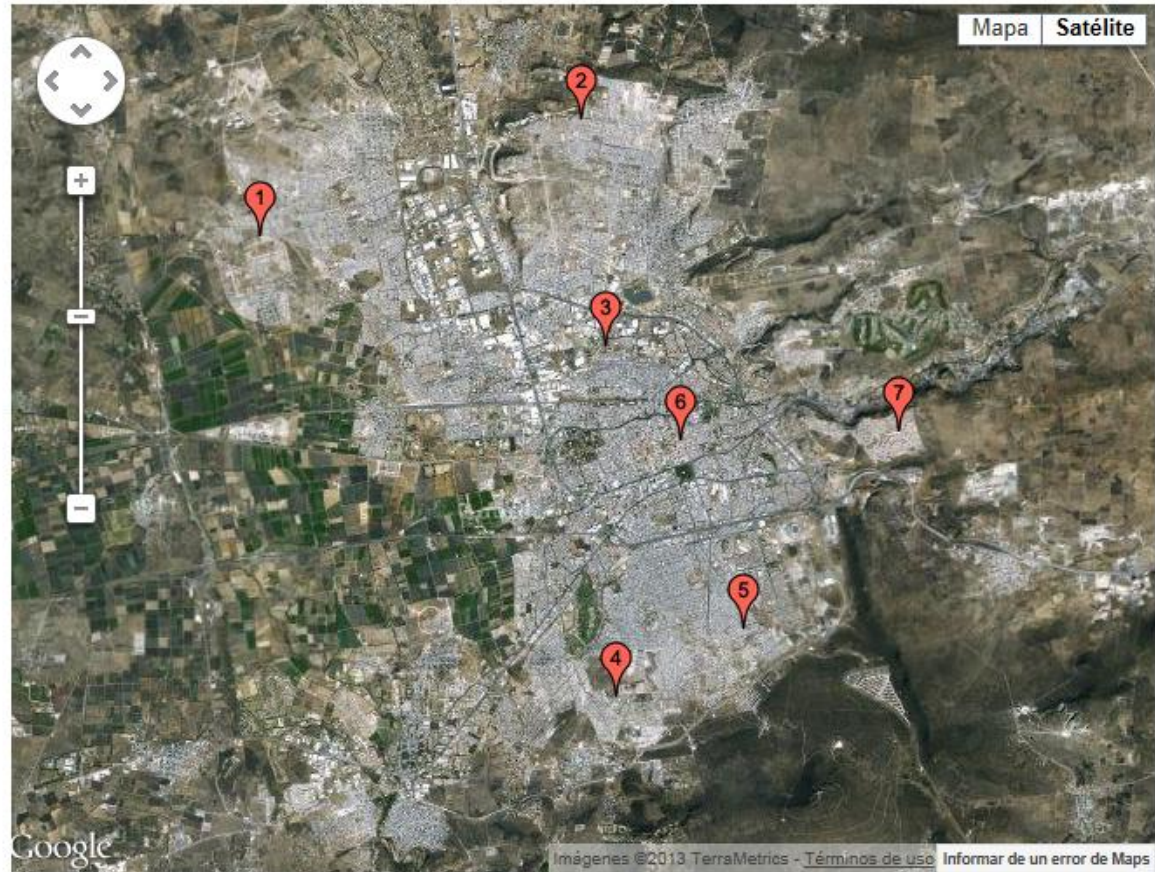 Mapa Satélite
2
1
3
7
6
5
4
Google
Imágenes ©2013 TerraMetrics - Términos de uso Informar de un error de Maps